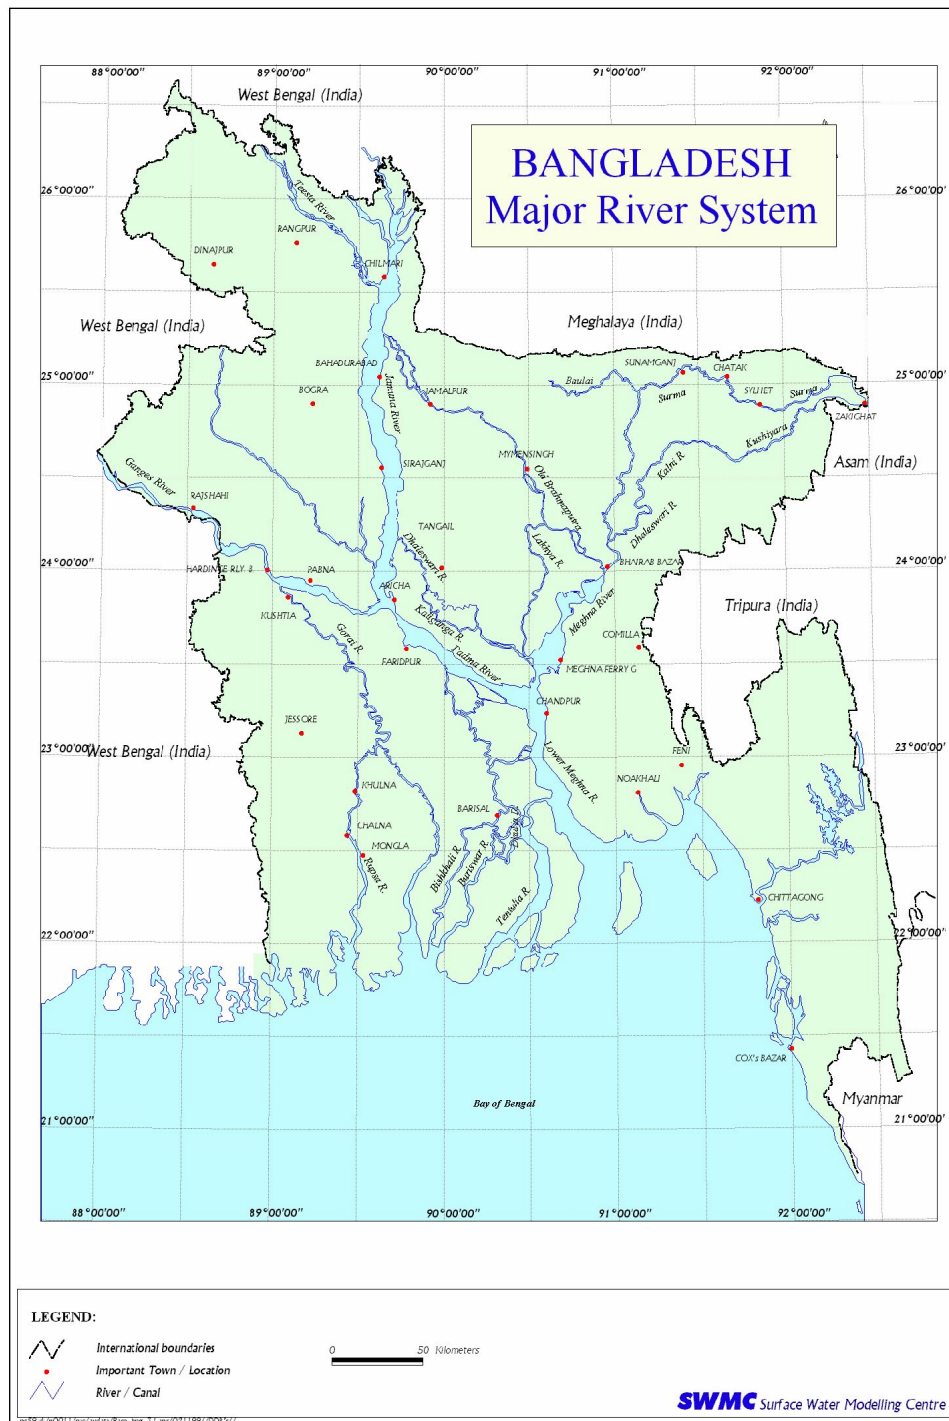 88°00'00"
89°00'00"
90°00'00"
91°00'00"
92°00'00"
West Bengal (India)
BANGLADESH
Major River System
26°00'00"
26°00'00"
Teesta River
RANGPUR
DINAJPUR
CHILMARI
West Bengal (India)
Meghalaya (India)
BAHADURABAD
SUNAMGANJ
CHATAK
25°00'00"
25°00'00"
Baulai
Surma
SYLHET
Surma
BOGRA
Jamuna River
JAMALPUR
ZAKIGHAT
Kushiyara
MYMENSINGH
SIRAJGANJ
Kalni R.
Asam (India)
Ganges River
RAJSHAHI
Old Brahmaputra
TANGAIL
Dhaleswari R.
Dhaleswari R.
Lakhya R.
24°00'00"
HARDINGE RLY. B.
PABNA
BHAIRAB BAZAR
24°00'00"
ARICHA
KUSHTIA
Kaliganga R.
Meghna River
Tripura (India)
Gorai R.
COMILLA
FARIDPUR
Padma River
MEGHNA FERRY G
CHANDPUR
JESSORE
23°00'00"
West Bengal (India)
FENI
23°00'00"
Lower Meghna R.
NOAKHALI
KHULNA
BARISAL
CHALNA
MONGLA
Rupsa R.
Bishkhali R.
Buriswar R.
Tentulia R.
CHITTAGONG
22°00'00"
22°00'00"
COX's BAZAR
Bay of Bengal
Myanmar
21°00'00"
21°00'00"
88°00'00"
89°00'00"
90°00'00"
91°00'00"
92°00'00"
LEGEND:
International boundaries
0 50 Kilometers
Important Town / Location
River / Canal
SWMC Surface Water Modelling Centre